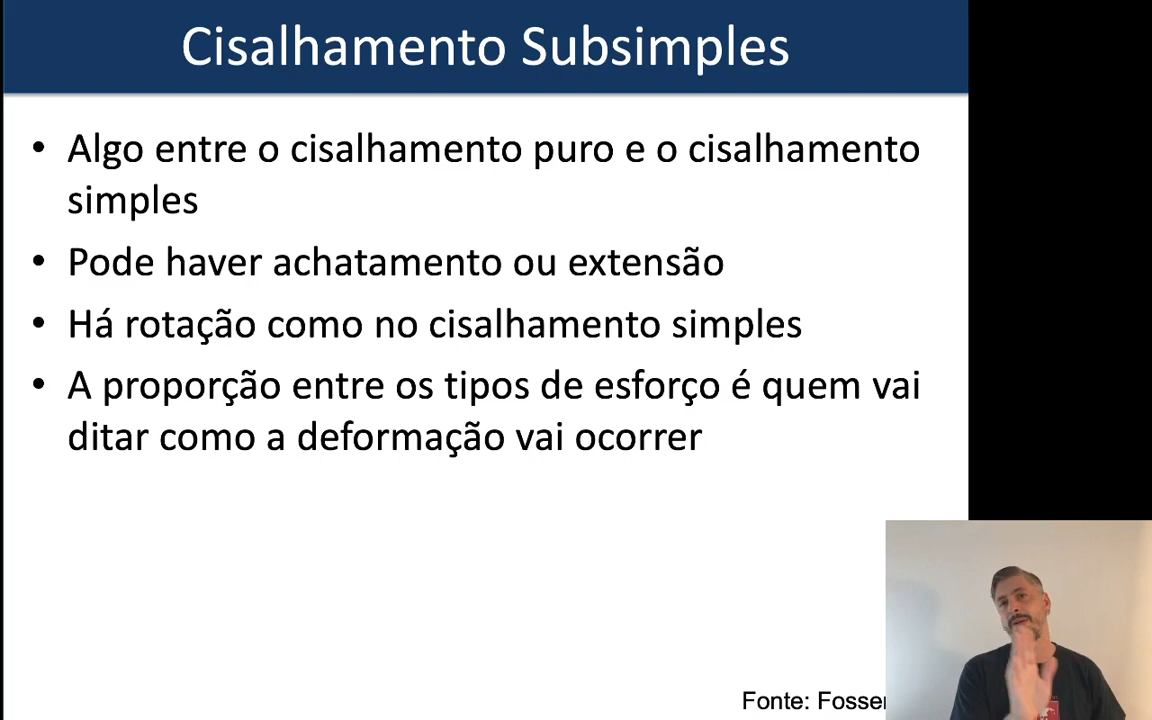 Cisalhamento Subsimples
• Algo entre o cisalhamento puro e o cisalhamento
simples
• Pode haver achatamento ou extensão
• Há rotação como no cisalhamento simples
• A proporção entre os tipos de esforço é quem vai
ditar como a deformação vai ocorrer
Fonte: